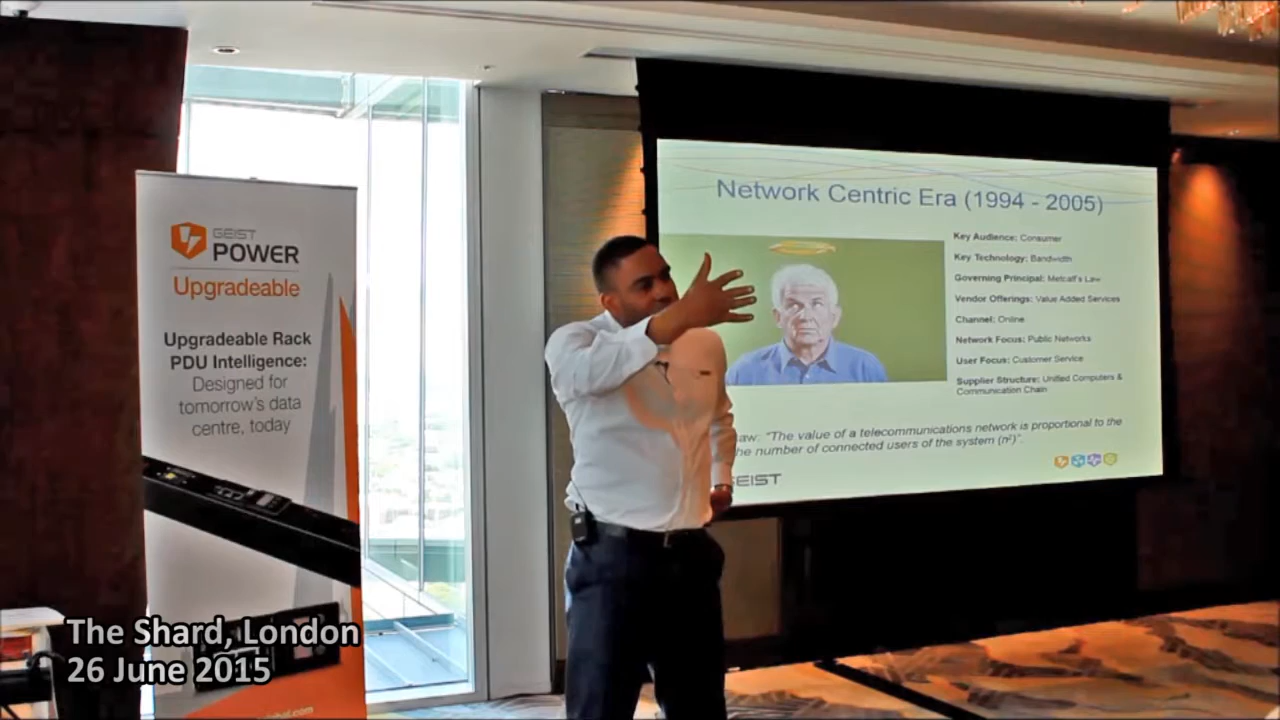 GEIST
POWER
Upgradeable
Upgradeable Rack
PDU Intelligence:
Designed for
tomorrow's data
centre, today
The Shard, London
26 June 2015
Network Centric Era (1994 - 2005)
Key Audience: Consumer
Key Technology: Bandwidth
Governing Principal: Metcalf's Law
Vendor Offerings: Value Added Services
Channel: Online
Network Focus: Public Networks
User Focus: Customer Service
Supplier Structure: Unified Computers &
Communication Chain
"The value of a telecommunications network is proportional to the
number of connected users of the system (n²)".
GEIST